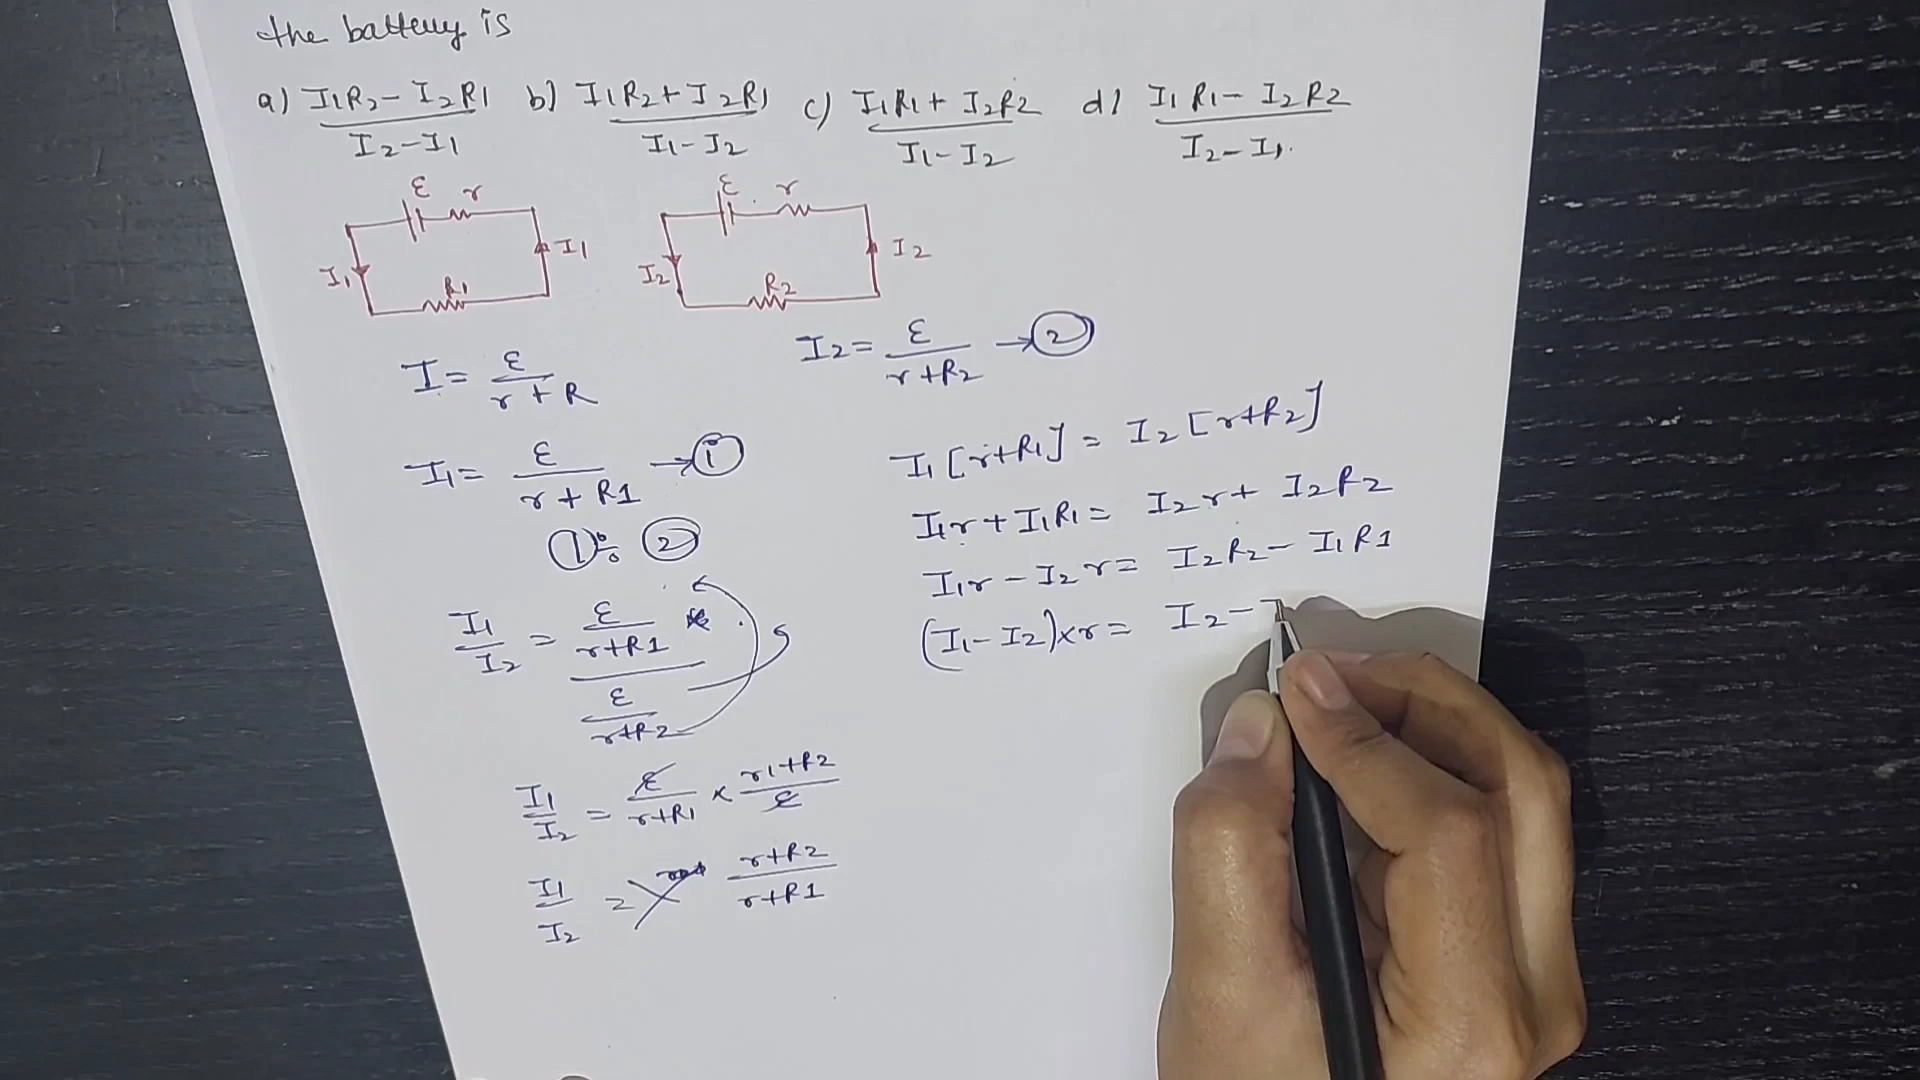 the battery is
a) I1R2 - I2R1 / I2 - I1 b) I1R2 + I2R1 / I1 - I2 c) I1R1 + I2R2 / I1 - I2 d) I1R1 - I2R2 / I2 - I1.
ε r ε r
I1 I1 I2 I2
R1 R2
I = ε / r + R
I1 = ε / r + R1 → ①
① ÷ ②
I1 / I2 = ε / r+R1 / ε / r+R2
I1 / I2 = ε / r+R1 × r1+R2 / ε
I1 / I2 = r+R2 / r+R1
I2 = ε / r + R2 → ②
I1 [r+R1] = I2 [r+R2]
I1r + I1R1 = I2r + I2R2
I1r - I2r = I2R2 - I1R1
(I1 - I2) × r = I2 -